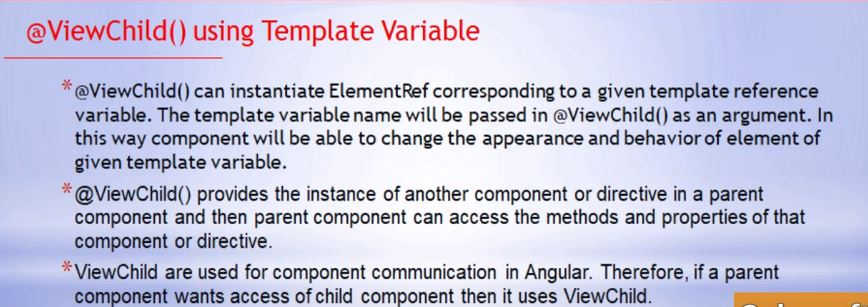 @ViewChild() using Template Variable
* @ViewChild() can instantiate ElementRef corresponding to a given template reference
variable. The template variable name will be passed in @ViewChild() as an argument. In
this way component will be able to change the appearance and behavior of element of
given template variable.
* @ViewChild() provides the instance of another component or directive in a parent
component and then parent component can access the methods and properties of that
component or directive.
* ViewChild are used for component communication in Angular. Therefore, if a parent
component wants access of child component then it uses ViewChild.